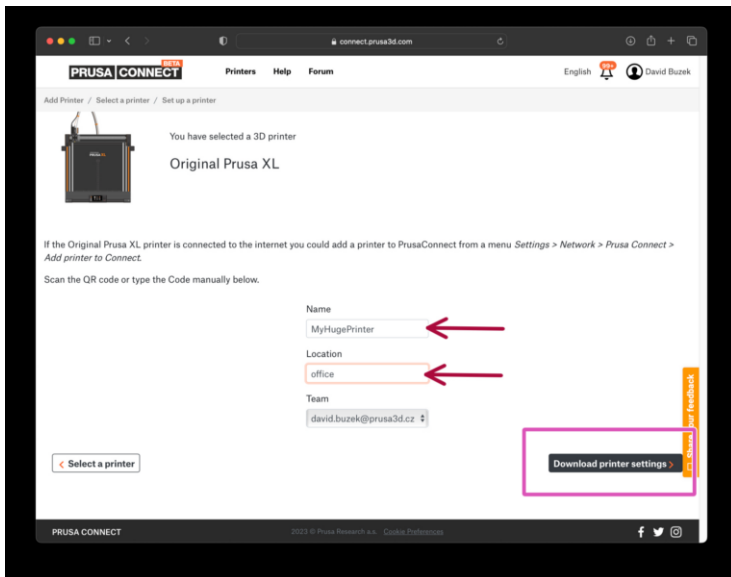 connect.prusa3d.com
PRUSA CONNECT BETA
Printers Help Forum
English 99+ David Buzek
Add Printer / Select a printer / Set up a printer
You have selected a 3D printer
Original Prusa XL
If the Original Prusa XL printer is connected to the internet you could add a printer to PrusaConnect from a menu Settings > Network > Prusa Connect >
Add printer to Connect.
Scan the QR code or type the Code manually below.
Name
MyHugePrinter
Location
office
Team
david.buzek@prusa3d.cz
Share your feedback
< Select a printer
Download printer settings >
PRUSA CONNECT
2023 © Prusa Research a.s. Cookie Preferences